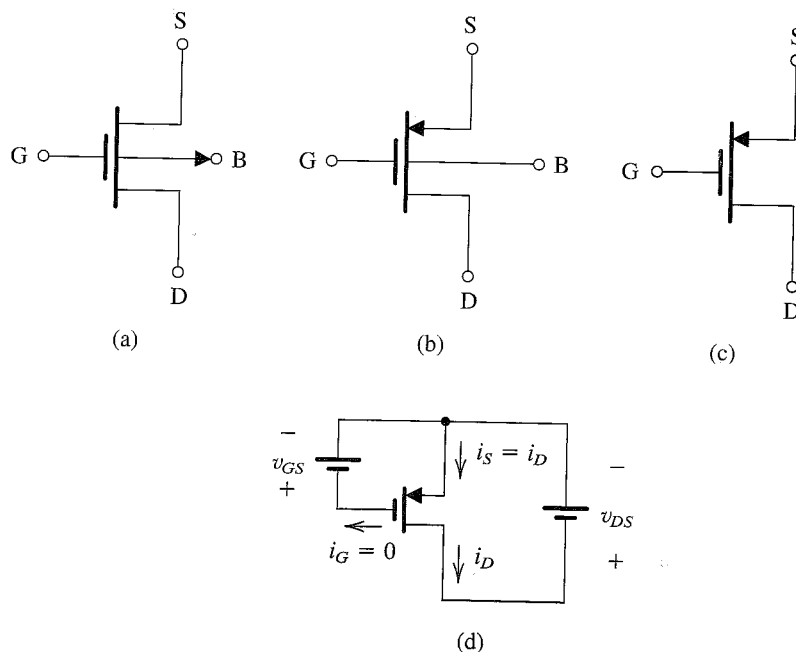 S
S
S
G
B
G
B
G
D
D
D
(a)
(b)
(c)
−
v_GS
+
i_S = i_D
i_G = 0
i_D
−
v_DS
+
(d)